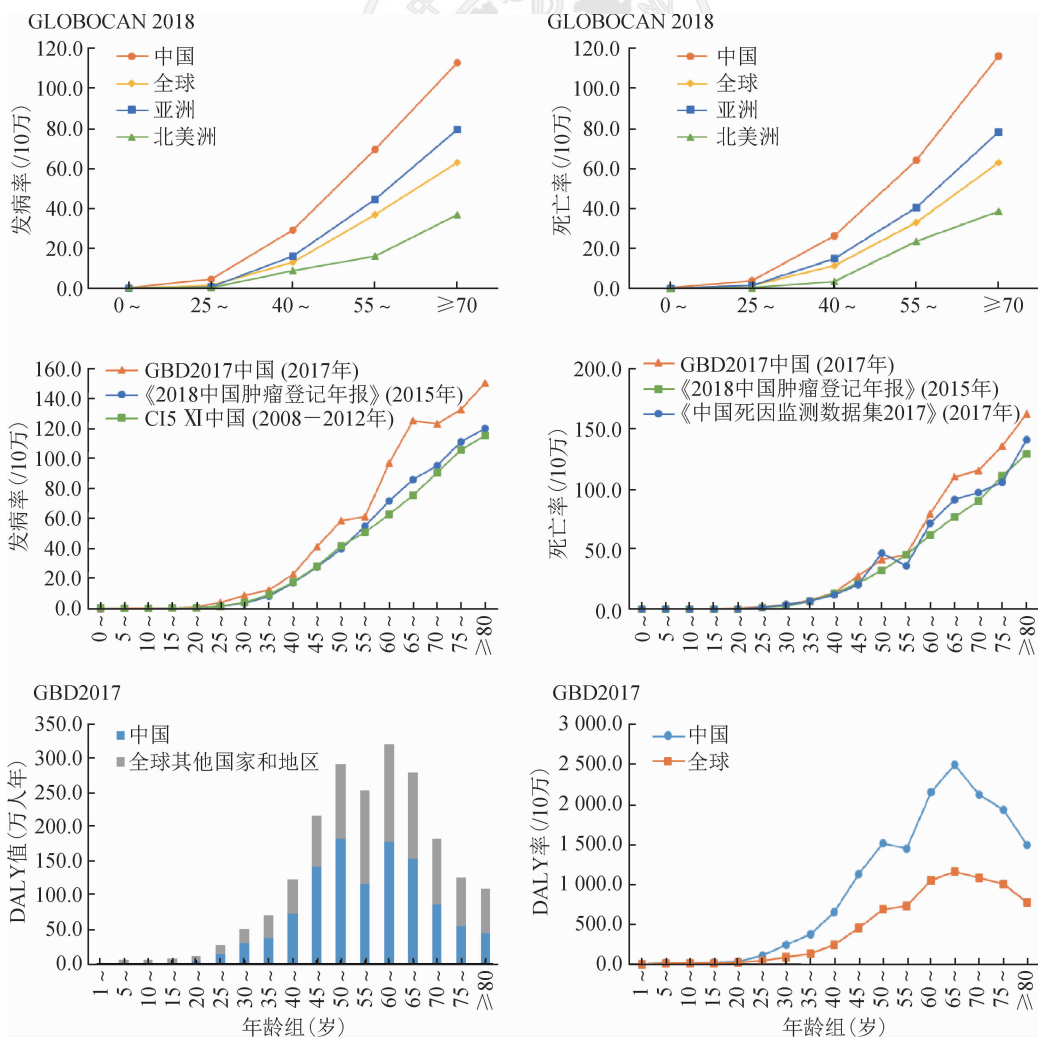 GLOBOCAN 2018
120.0
100.0
80.0
60.0
40.0
20.0
0.0
发病率(/10万)
中国
全球
亚洲
北美洲
0~ 25~ 40~ 55~ ≥70
GLOBOCAN 2018
120.0
100.0
80.0
60.0
40.0
20.0
0.0
死亡率(/10万)
中国
全球
亚洲
北美洲
0~ 25~ 40~ 55~ ≥70
160.0
140.0
120.0
100.0
80.0
60.0
40.0
20.0
0.0
发病率(/10万)
GBD2017中国 (2017年)
《2018中国肿瘤登记年报》(2015年)
CI5 Ⅺ中国 (2008-2012年)
0~ 5~ 10~ 15~ 20~ 25~ 30~ 35~ 40~ 45~ 50~ 55~ 60~ 65~ 70~ 75~ ≥80
200.0
150.0
100.0
50.0
0.0
死亡率(/10万)
GBD2017中国 (2017年)
《2018中国肿瘤登记年报》(2015年)
《中国死因监测数据集2017》(2017年)
0~ 5~ 10~ 15~ 20~ 25~ 30~ 35~ 40~ 45~ 50~ 55~ 60~ 65~ 70~ 75~ ≥80
GBD2017
350.0
300.0
250.0
200.0
150.0
100.0
50.0
0.0
DALY值(万人年)
中国
全球其他国家和地区
1~ 5~ 10~ 15~ 20~ 25~ 30~ 35~ 40~ 45~ 50~ 55~ 60~ 65~ 70~ 75~ ≥80
年龄组(岁)
GBD2017
3 000.0
2 500.0
2 000.0
1 500.0
1 000.0
500.0
0.0
DALY率(/10万)
中国
全球
1~ 5~ 10~ 15~ 20~ 25~ 30~ 35~ 40~ 45~ 50~ 55~ 60~ 65~ 70~ 75~ ≥80
年龄组(岁)